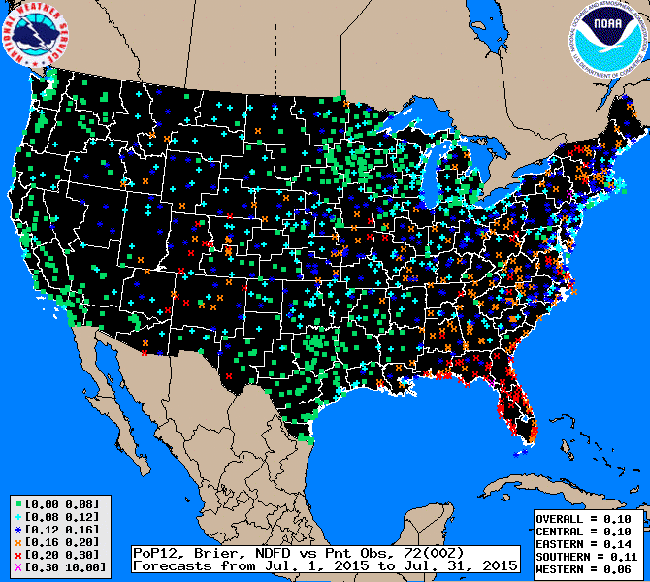 NATIONAL WEATHER SERVICE
NATIONAL OCEANIC AND ATMOSPHERIC ADMINISTRATION
NOAA
U.S. DEPARTMENT OF COMMERCE
[0.00 0.08]
[0.08 0.12]
[0.12 0.16]
[0.16 0.20]
[0.20 0.30]
[0.30 10.00]
PoP12, Brier, NDFD vs Pnt Obs, 72(00Z)
Forecasts from Jul. 1, 2015 to Jul. 31, 2015
OVERALL = 0.10
CENTRAL = 0.10
EASTERN = 0.14
SOUTHERN = 0.11
WESTERN = 0.06